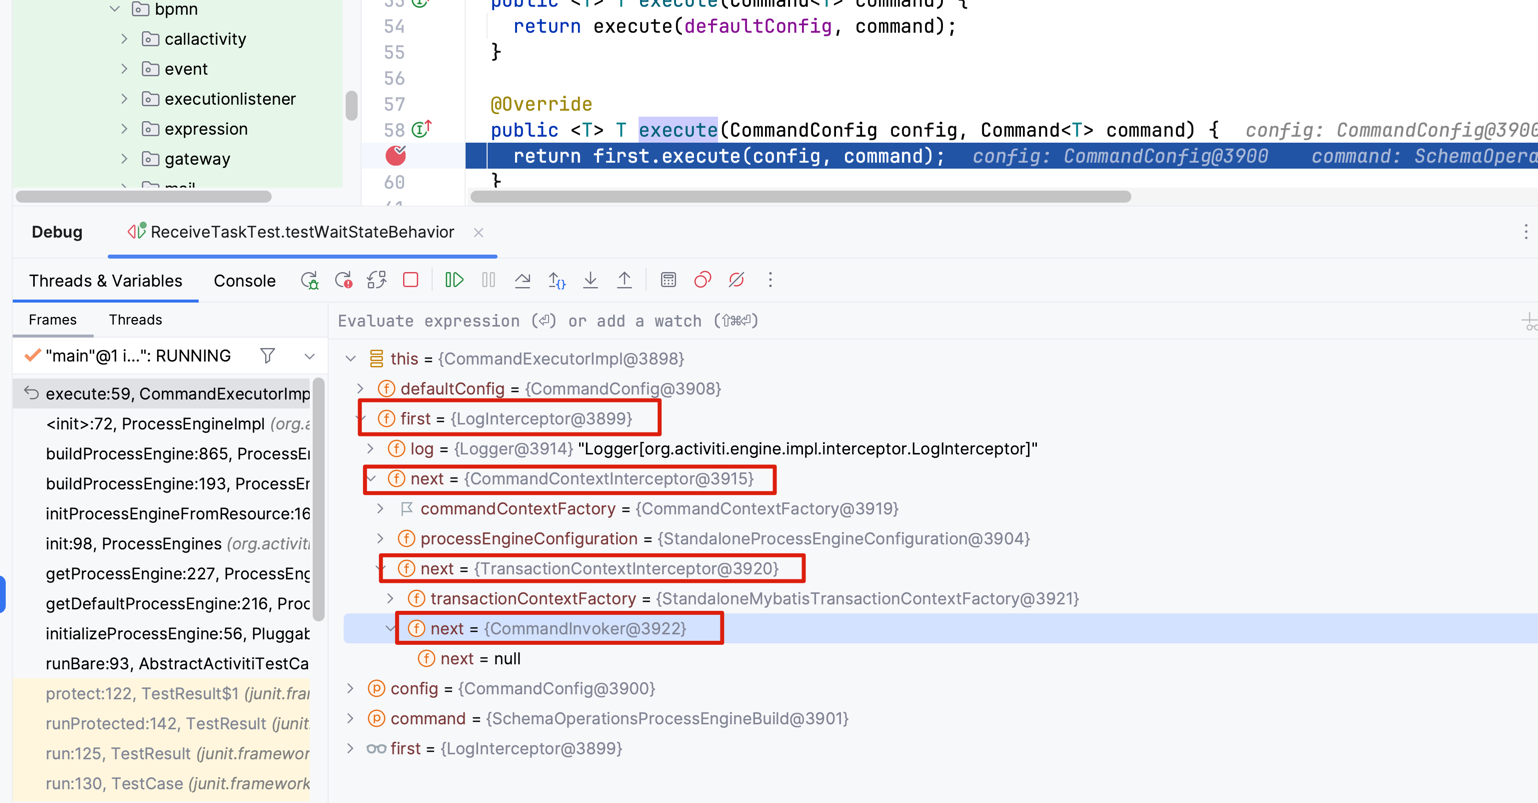 bpmn
callactivity
event
executionlistener
expression
gateway
mail
53 public <T> T execute(Command<T> command) {
54 return execute(defaultConfig, command);
55 }
56
57 @Override
58 public <T> T execute(CommandConfig config, Command<T> command) { config: CommandConfig@3900
return first.execute(config, command); config: CommandConfig@3900 command: SchemaOpera
60 }
61
Debug ReceiveTaskTest.testWaitStateBehavior
Threads & Variables Console
Frames Threads
Evaluate expression (⏎) or add a watch (⇧⌘⏎)
"main"@1 i...": RUNNING
execute:59, CommandExecutorImp
<init>:72, ProcessEngineImpl (org.a
buildProcessEngine:865, ProcessEn
buildProcessEngine:193, ProcessEn
initProcessEngineFromResource:16
init:98, ProcessEngines (org.activiti
getProcessEngine:227, ProcessEng
getDefaultProcessEngine:216, Proc
initializeProcessEngine:56, Pluggab
runBare:93, AbstractActivitiTestCa
protect:122, TestResult$1 (junit.frar
runProtected:142, TestResult (junit.
run:125, TestResult (junit.framewor
run:130, TestCase (junit.framework
this = {CommandExecutorImpl@3898}
defaultConfig = {CommandConfig@3908}
first = {LogInterceptor@3899}
log = {Logger@3914} "Logger[org.activiti.engine.impl.interceptor.LogInterceptor]"
next = {CommandContextInterceptor@3915}
commandContextFactory = {CommandContextFactory@3919}
processEngineConfiguration = {StandaloneProcessEngineConfiguration@3904}
next = {TransactionContextInterceptor@3920}
transactionContextFactory = {StandaloneMybatisTransactionContextFactory@3921}
next = {CommandInvoker@3922}
next = null
config = {CommandConfig@3900}
command = {SchemaOperationsProcessEngineBuild@3901}
first = {LogInterceptor@3899}